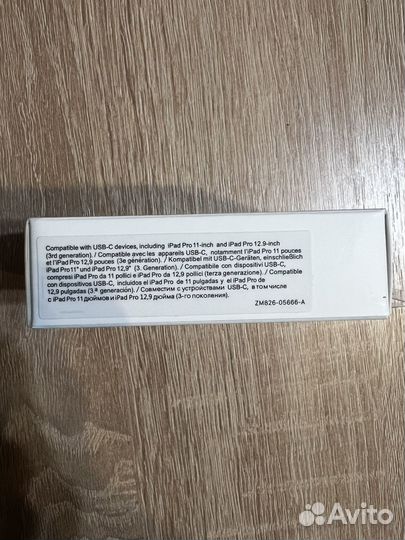 Compatible with USB-C devices, including iPad Pro 11-inch and iPad Pro 12.9-inch
(3rd generation). / Compatible avec les appareils USB-C, notamment l'iPad Pro 11 pouces
et l'iPad Pro 12,9 pouces (3e génération). / Kompatibel mit USB-C-Geräten, einschließlich
iPad Pro 11" und iPad Pro 12,9" (3. Generation). / Compatibile con dispositivi USB-C,
compresi iPad Pro da 11 pollici e iPad Pro de 12,9 pollici (terza generazione). / Compatible
con dispositivos USB-C, incluidos el iPad Pro de 11 pulgadas y el iPad Pro de
12,9 pulgadas (3.ª generación). / Совместим с устройствами USB-C, в том числе
с iPad Pro 11 дюймов и iPad Pro 12,9 дюйма (3-го поколения).
ZM826-05666-A
Avito